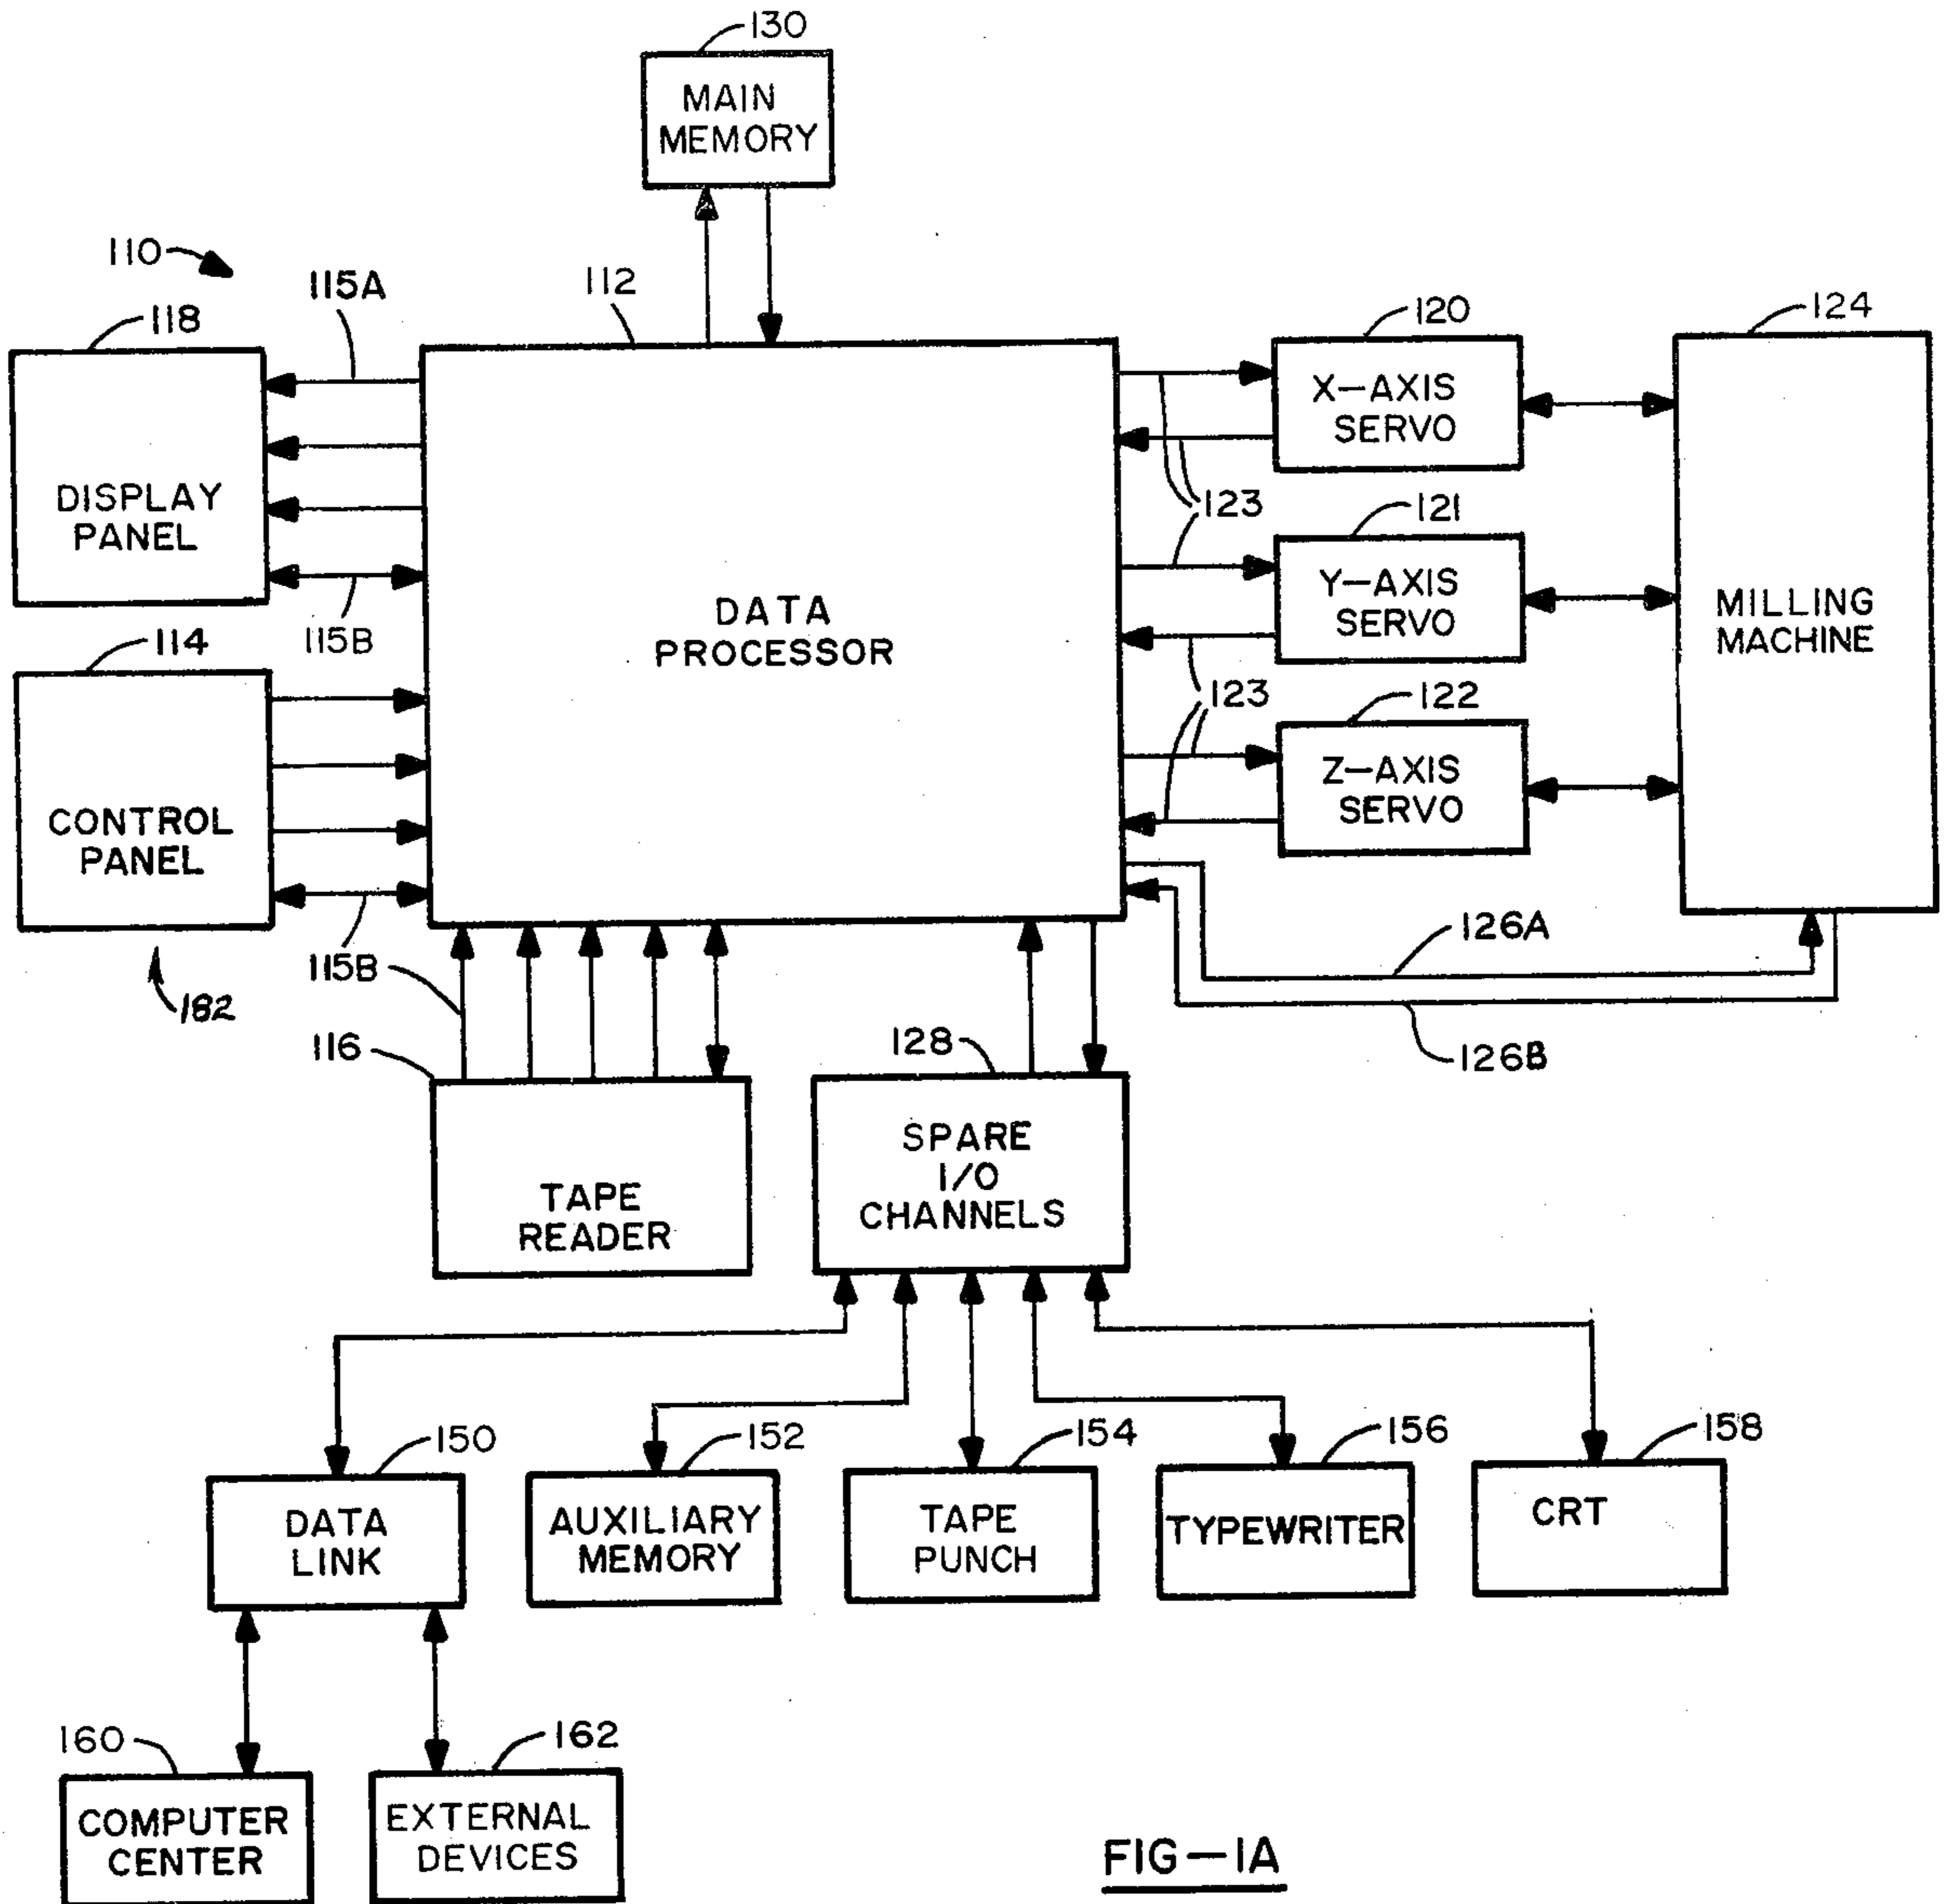 130
MAIN
MEMORY
110
115A
112
118
120
124
X-AXIS
SERVO
DISPLAY
PANEL
123
121
Y-AXIS
SERVO
DATA
PROCESSOR
MILLING
MACHINE
115B
114
123
122
Z-AXIS
SERVO
CONTROL
PANEL
115B
182
126A
126B
116
128
TAPE
READER
SPARE
I/O
CHANNELS
150
152
154
156
158
DATA
LINK
AUXILIARY
MEMORY
TAPE
PUNCH
TYPEWRITER
CRT
160
162
COMPUTER
CENTER
EXTERNAL
DEVICES
FIG-1A